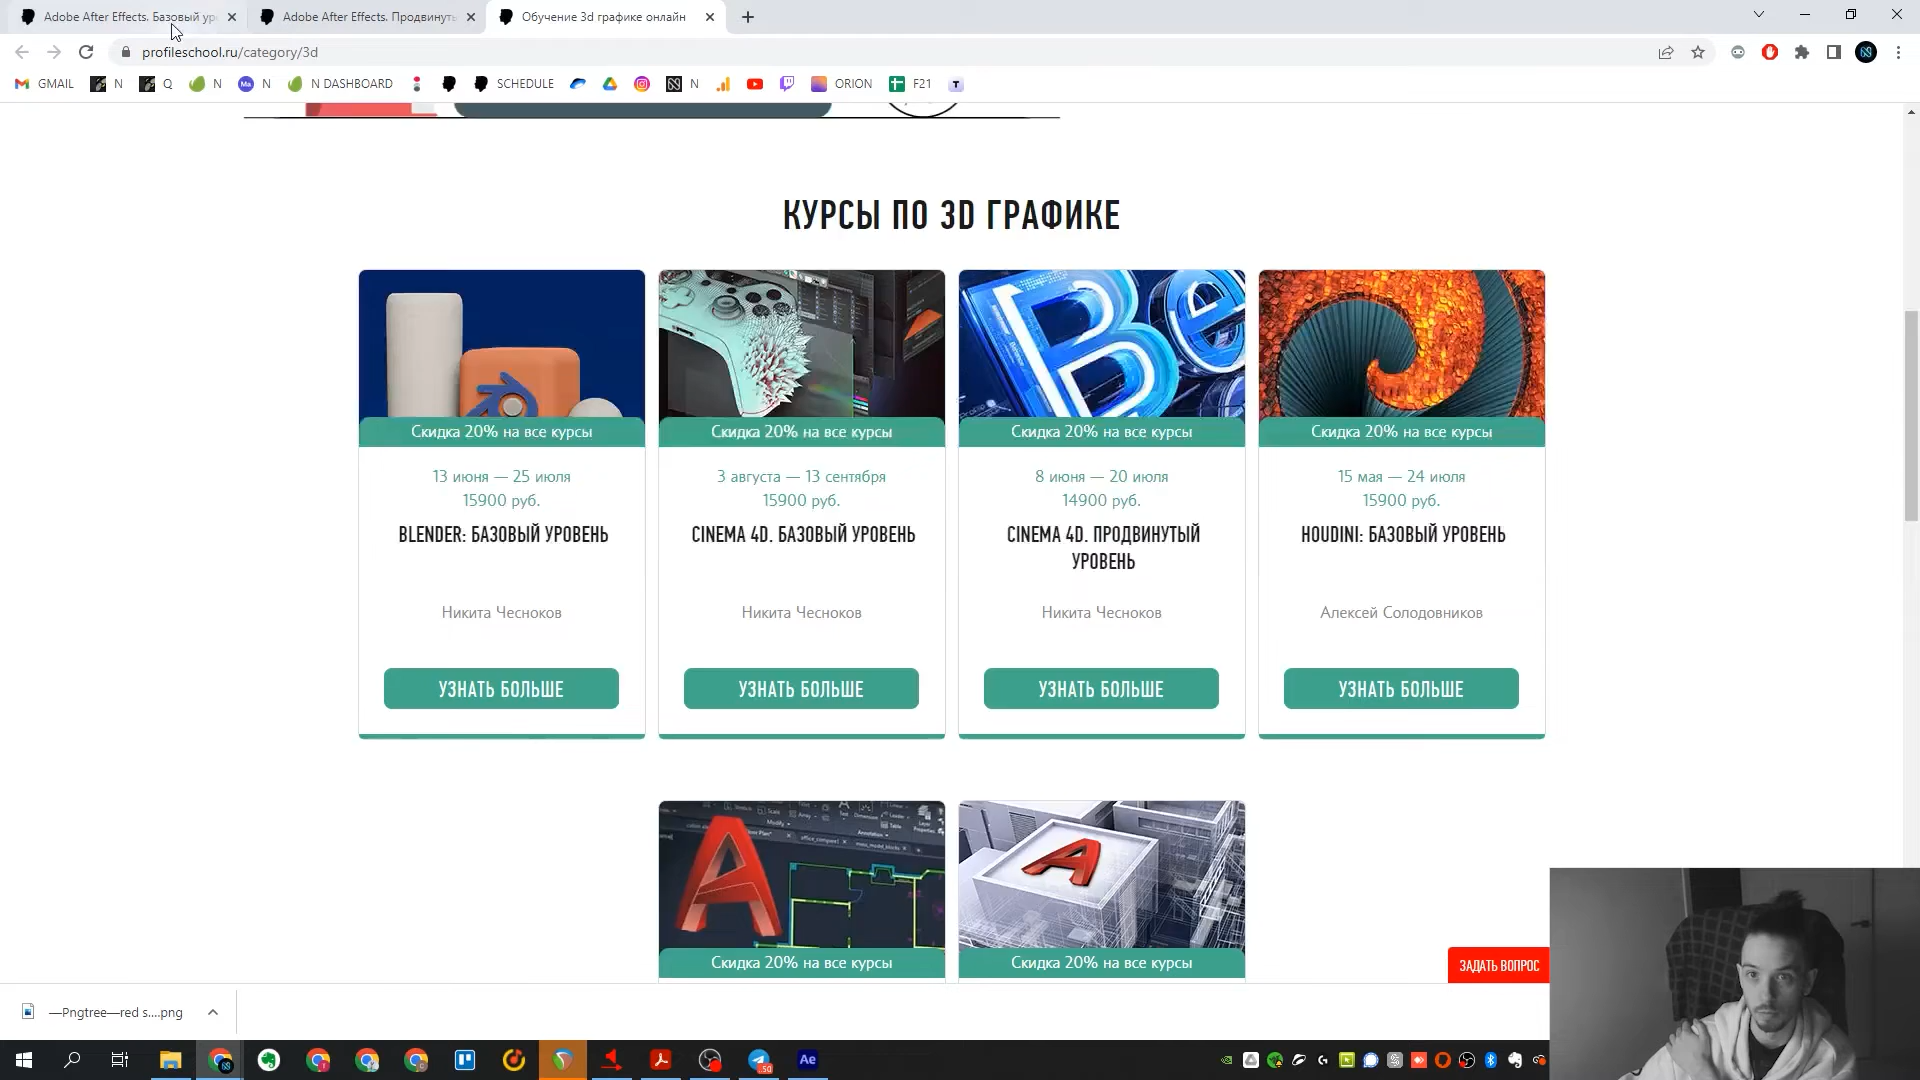 Adobe After Effects. Базовый ур
Adobe After Effects. Продвинуты
Обучение 3d графике онлайн
profileschool.ru/category/3d
GMAIL N Q N N N DASHBOARD SCHEDULE N ORION F21
КУРСЫ ПО 3D ГРАФИКЕ
Скидка 20% на все курсы
13 июня — 25 июля
15900 руб.
BLENDER: БАЗОВЫЙ УРОВЕНЬ
Никита Чесноков
УЗНАТЬ БОЛЬШЕ
Be
Скидка 20% на все курсы
3 августа — 13 сентября
15900 руб.
CINEMA 4D. БАЗОВЫЙ УРОВЕНЬ
Никита Чесноков
УЗНАТЬ БОЛЬШЕ
Скидка 20% на все курсы
8 июня — 20 июля
14900 руб.
CINEMA 4D. ПРОДВИНУТЫЙ
УРОВЕНЬ
Никита Чесноков
УЗНАТЬ БОЛЬШЕ
Скидка 20% на все курсы
15 мая — 24 июля
15900 руб.
HOUDINI: БАЗОВЫЙ УРОВЕНЬ
Алексей Солодовников
УЗНАТЬ БОЛЬШЕ
Скидка 20% на все курсы
Скидка 20% на все курсы
ЗАДАТЬ ВОПРОС
—Pngtree—red s....png
Ae